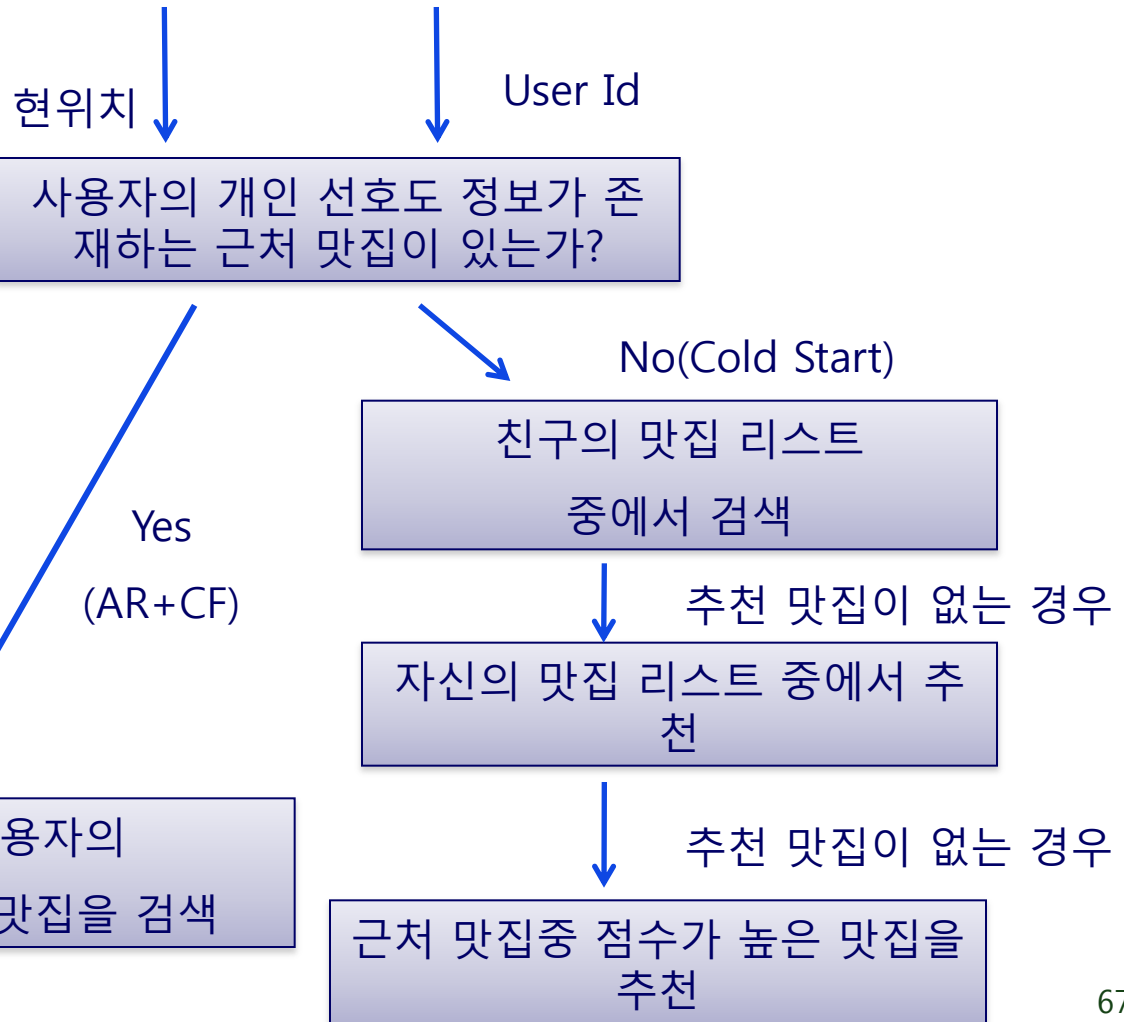 현위치
User Id
사용자의 개인 선호도 정보가 존
재하는 근처 맛집이 있는가?
No(Cold Start)
친구의 맛집 리스트
중에서 검색
Yes
(AR+CF)
추천 맛집이 없는 경우
자신의 맛집 리스트 중에서 추
천
용자의
맛집을 검색
추천 맛집이 없는 경우
근처 맛집중 점수가 높은 맛집을
추천
67